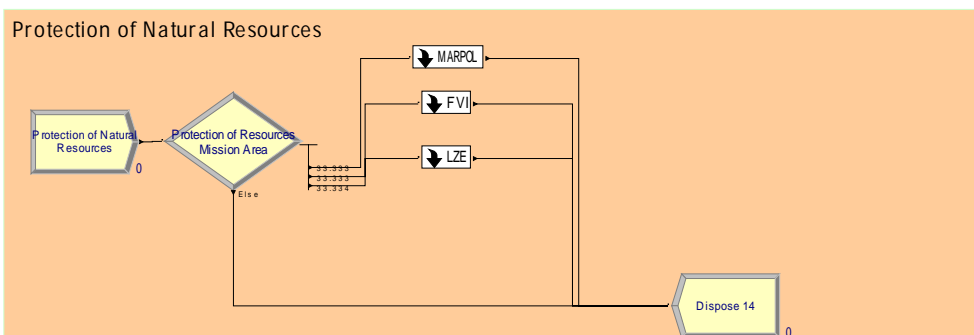 Protection of Natural Resources
MARPOL
FVI
LZE
Protection of Natural
Resources
0
Protection of Resources
Mission Area
33.333
33.333
33.334
Else
Dispose 14
0